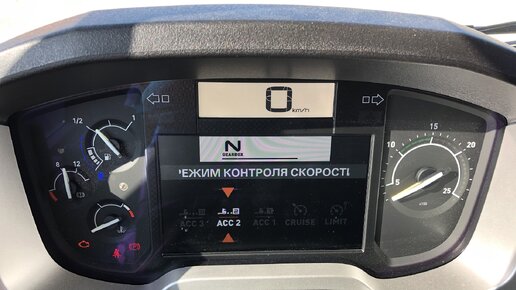 0 km/h
1/2 1
8 12
N
GEARBOX
'ЕЖИМ КОНТРОЛЯ СКОРОСТІ
ACC 3 ACC 2 ACC 1 CRUISE LIMIT
5 10 15 20 25
x100